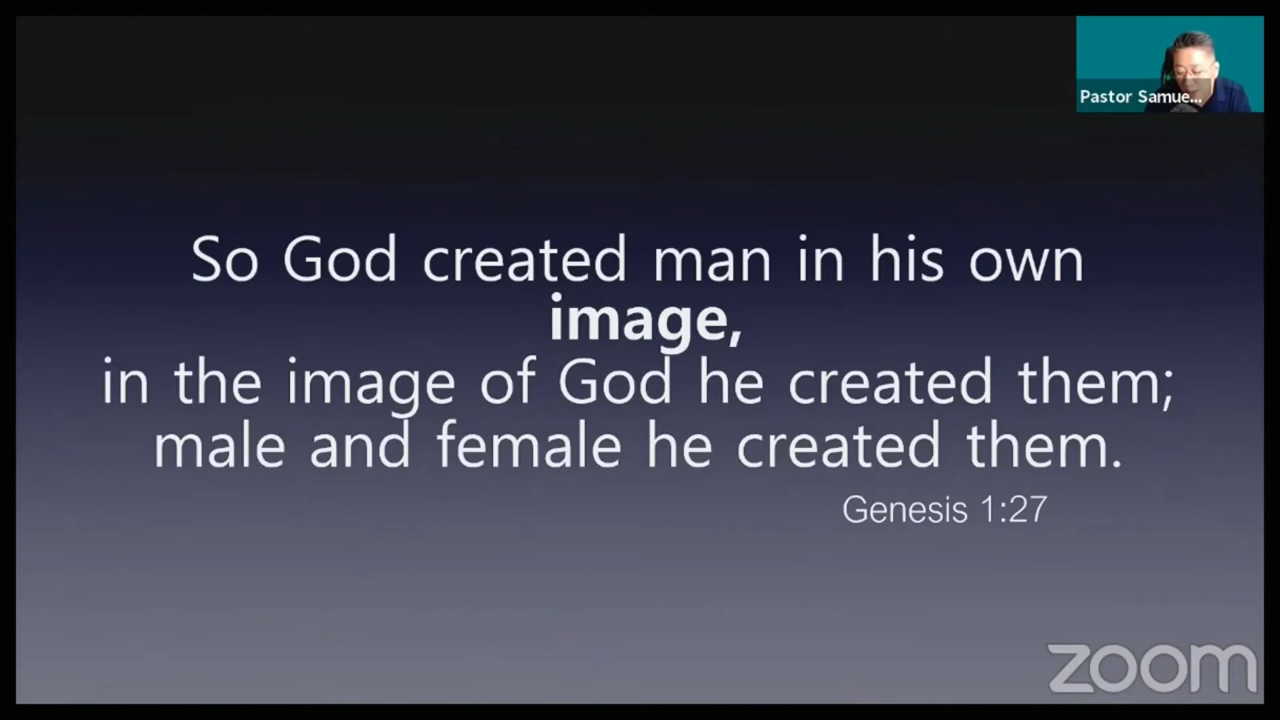 Pastor Samue...
So God created man in his own
image,
in the image of God he created them;
male and female he created them.
Genesis 1:27
zoom